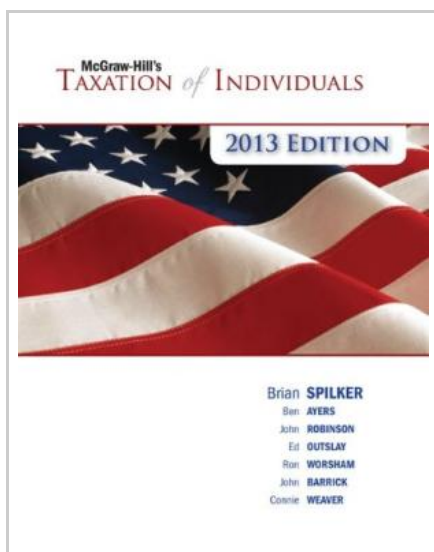 McGraw-Hill's
TAXATION of INDIVIDUALS
2013 EDITION
Brian SPILKER
Ben AYERS
John ROBINSON
Ed OUTSLAY
Ron WORSHAM
John BARRICK
Connie WEAVER